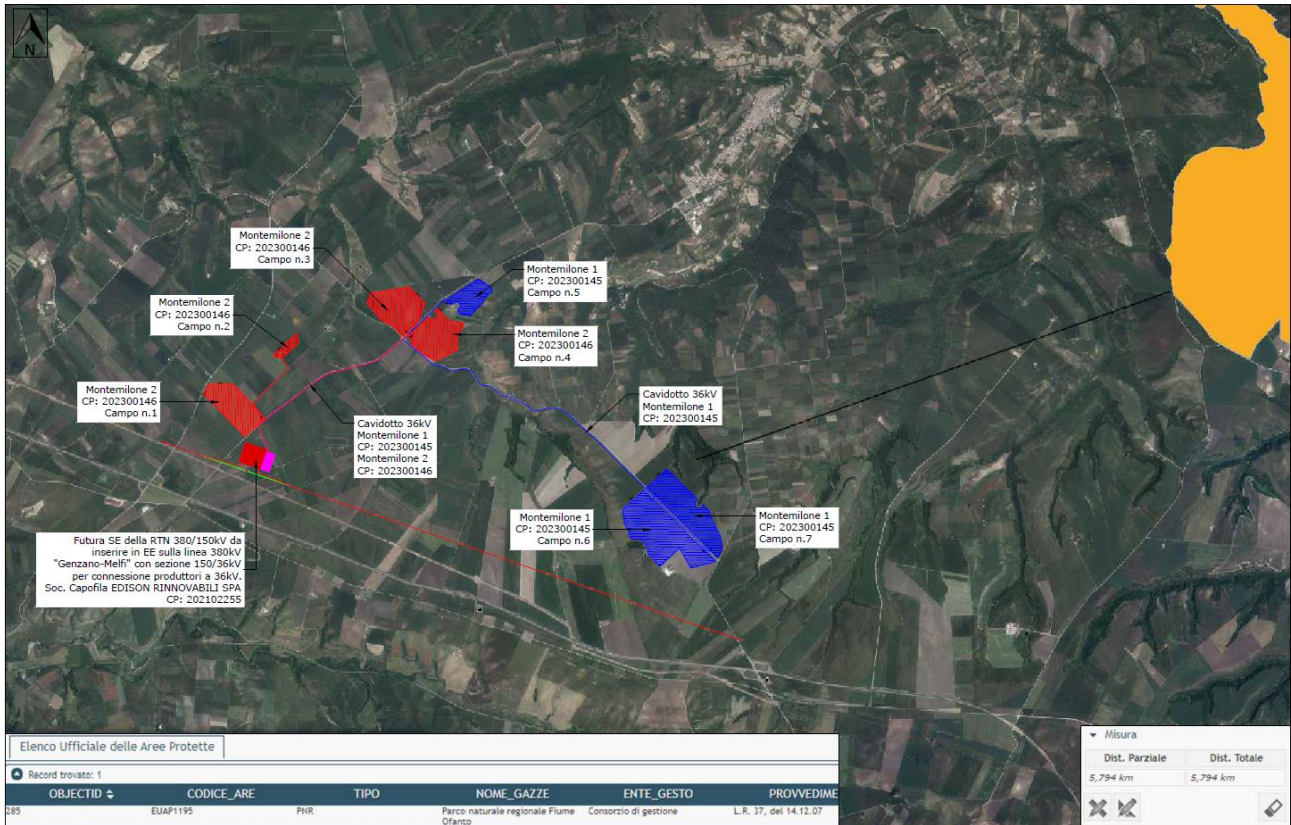 N
Montemilone 2
CP: 202300146
Campo n.3
Montemilone 1
CP: 202300145
Campo n.5
Montemilone 2
CP: 202300146
Campo n.2
Montemilone 2
CP: 202300146
Campo n.4
Montemilone 2
CP: 202300146
Campo n.1
Cavidotto 36kV
Montemilone 1
CP: 202300145
Montemilone 2
CP: 202300146
Cavidotto 36kV
Montemilone 1
CP: 202300145
Montemilone 1
CP: 202300145
Campo n.6
Montemilone 1
CP: 202300145
Campo n.7
Futura SE della RTN 380/150kV da
inserire in EE sulla linea 380kV
"Genzano-Melfi" con sezione 150/36kV
per connessione produttori a 36kV.
Soc. Capofila EDISON RINNOVABILI SPA
CP: 202102255
Elenco Ufficiale delle Aree Protette
Record trovato: 1
OBJECTID CODICE_ARE TIPO NOME_GAZZE ENTE_GESTO PROVVEDIME
285 EUAP1195 PNR Parco naturale regionale Fiume Consorzio di gestione L.R. 37, del 14.12.07
Ofanto
Misura
Dist. Parziale Dist. Totale
5,794 km 5,794 km